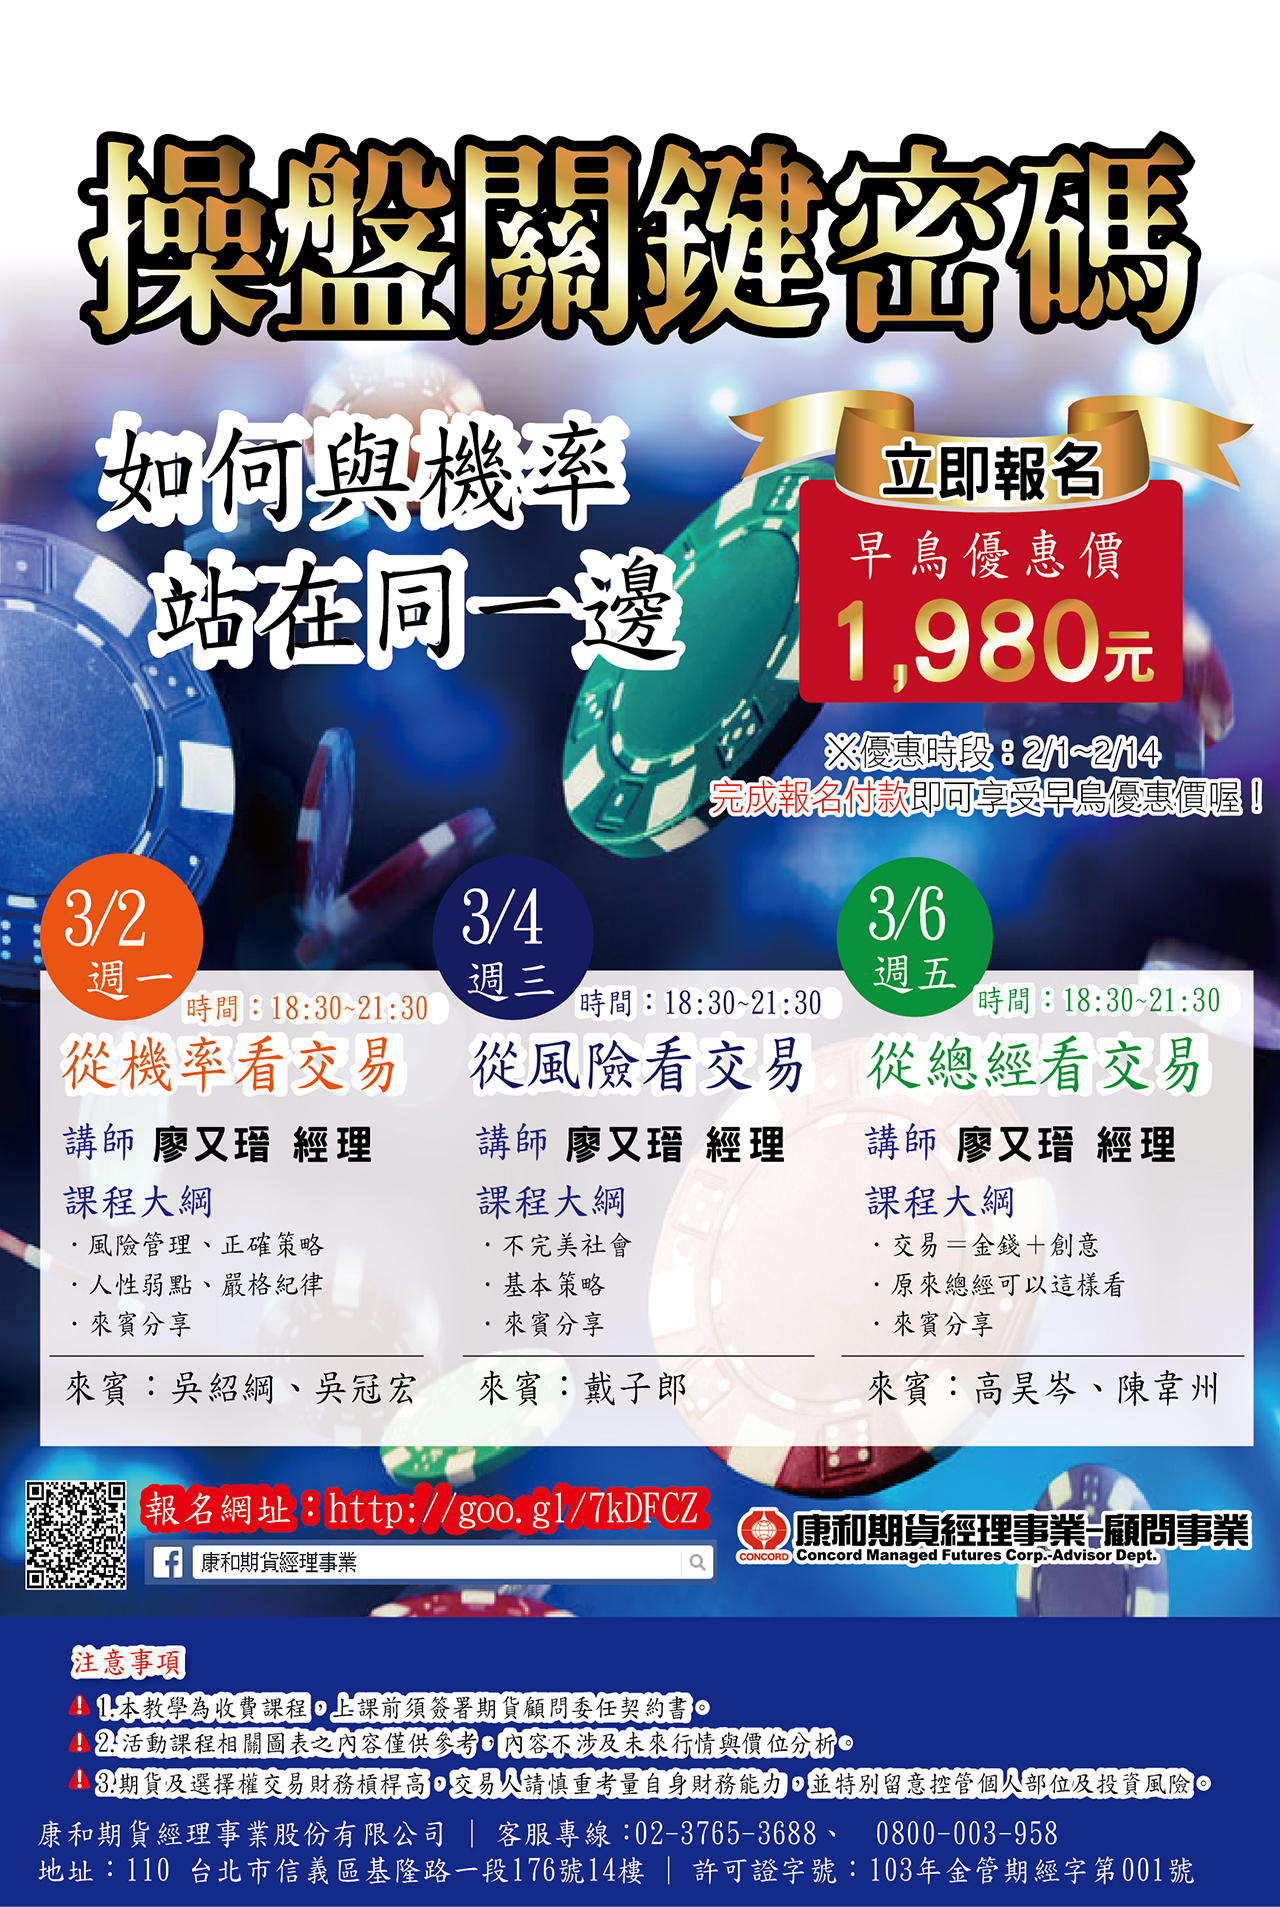 操盤關鍵密碼
如何與機率
站在同一邊
立即報名
早鳥優惠價
1,980元
※優惠時段：2/1~2/14
完成報名付款即可享受早鳥優惠價喔！
3/2
週一
時間：18:30~21:30
從機率看交易
講師 廖又瑨 經理
課程大綱
·風險管理、正確策略
·人性弱點、嚴格紀律
·來賓分享
來賓：吳紹綱、吳冠宏
3/4
週三
時間：18:30~21:30
從風險看交易
講師 廖又瑨 經理
課程大綱
·不完美社會
·基本策略
·來賓分享
來賓：戴子郎
3/6
週五
時間：18:30~21:30
從總經看交易
講師 廖又瑨 經理
課程大綱
·交易＝金錢＋創意
·原來總經可以這樣看
·來賓分享
來賓：高昊岑、陳韋州
報名網址：http://goo.gl/7kDFCZ
f 康和期貨經理事業
CONCORD
康和期貨經理事業-顧問事業
Concord Managed Futures Corp.-Advisor Dept.
注意事項
1.本教學為收費課程，上課前須簽署期貨顧問委任契約書。
2.活動課程相關圖表之內容僅供參考，內容不涉及未來行情與價位分析。
3.期貨及選擇權交易財務槓桿高，交易人請慎重考量自身財務能力，並特別留意控管個人部位及投資風險。
康和期貨經理事業股份有限公司 | 客服專線：02-3765-3688、 0800-003-958
地址：110 台北市信義區基隆路一段176號14樓 | 許可證字號：103年金管期經字第001號